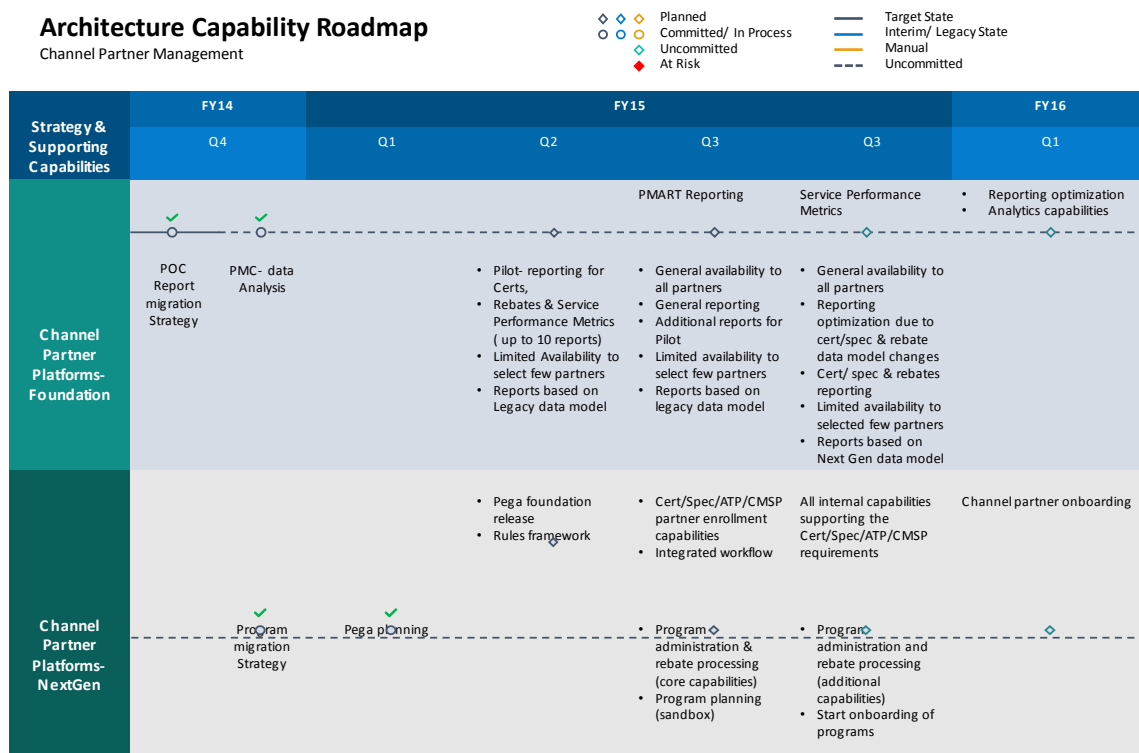 Architecture Capability Roadmap
Channel Partner Management
Planned
Committed/ In Process
Uncommitted
At Risk
Target State
Interim/ Legacy State
Manual
Uncommitted
Strategy &
Supporting
Capabilities
FY14
FY15
FY16
Q4
Q1
Q2
Q3
Q3
Q1
Channel
Partner
Platforms-
Foundation
PMART Reporting
Service Performance
Metrics
• Reporting optimization
• Analytics capabilities
POC
Report
migration
Strategy
PMC- data
Analysis
• Pilot- reporting for
Certs,
• Rebates & Service
Performance Metrics
( up to 10 reports)
• Limited Availability to
select few partners
• Reports based on
Legacy data model
• General availability to
all partners
• General reporting
• Additional reports for
Pilot
• Limited availability to
select few partners
• Reports based on
legacy data model
• General availability to
all partners
• Reporting
optimization due to
cert/spec & rebate
data model changes
• Cert/ spec & rebates
reporting
• Limited availability to
selected few partners
• Reports based on
Next Gen data model
Channel
Partner
Platforms-
NextGen
• Pega foundation
release
• Rules framework
• Cert/Spec/ATP/CMSP
partner enrollment
capabilities
• Integrated workflow
All internal capabilities
supporting the
Cert/Spec/ATP/CMSP
requirements
Channel partner onboarding
Program
migration
Strategy
Pega planning
• Program
administration &
rebate processing
(core capabilities)
• Program planning
(sandbox)
• Program
administration and
rebate processing
(additional
capabilities)
• Start onboarding of
programs